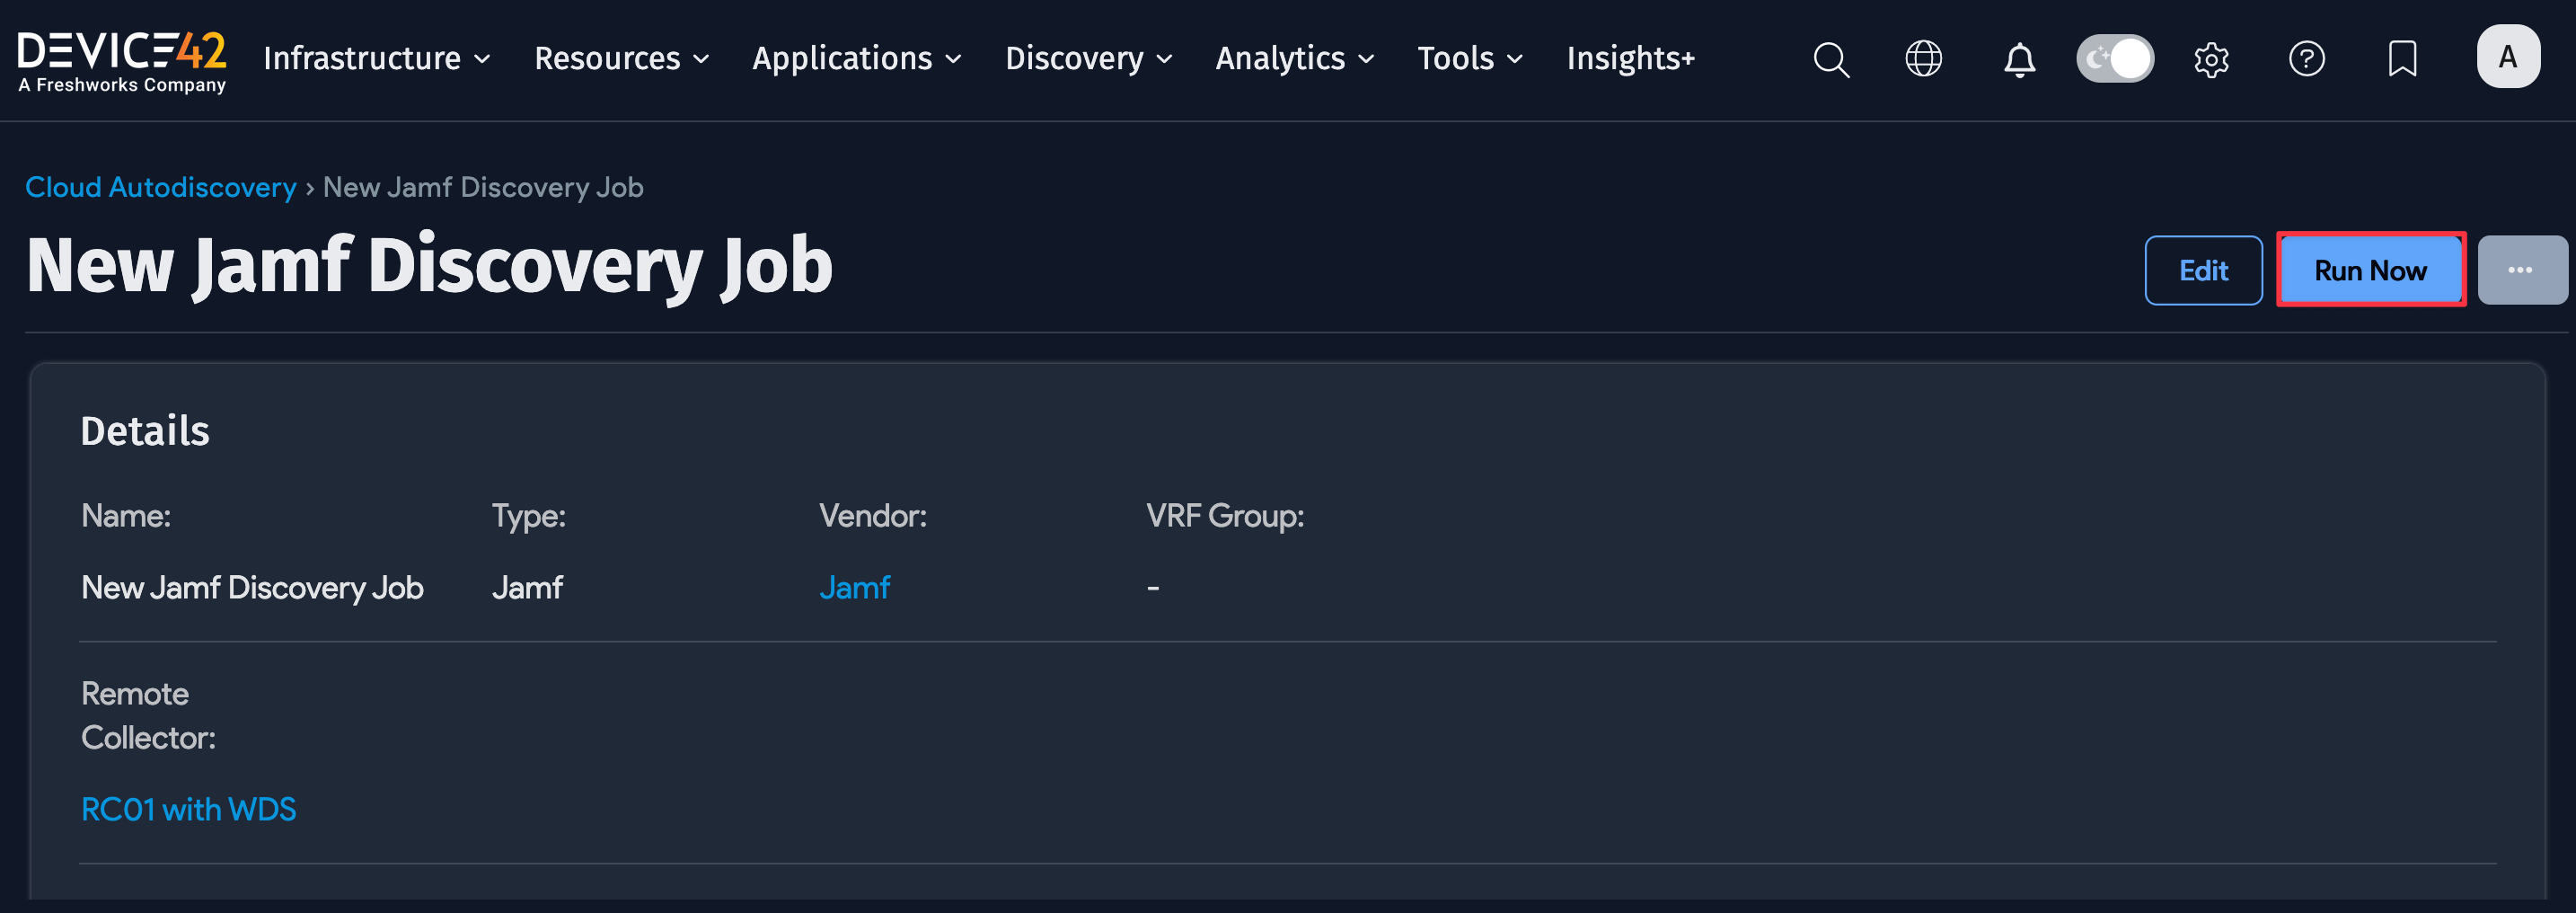 DEVICE42
A Freshworks Company
Infrastructure Resources Applications Discovery Analytics Tools Insights+ A
Cloud Autodiscovery › New Jamf Discovery Job
New Jamf Discovery Job
Edit Run Now ...
Details
Name: Type: Vendor: VRF Group:
New Jamf Discovery Job Jamf Jamf -
Remote
Collector:
RC01 with WDS